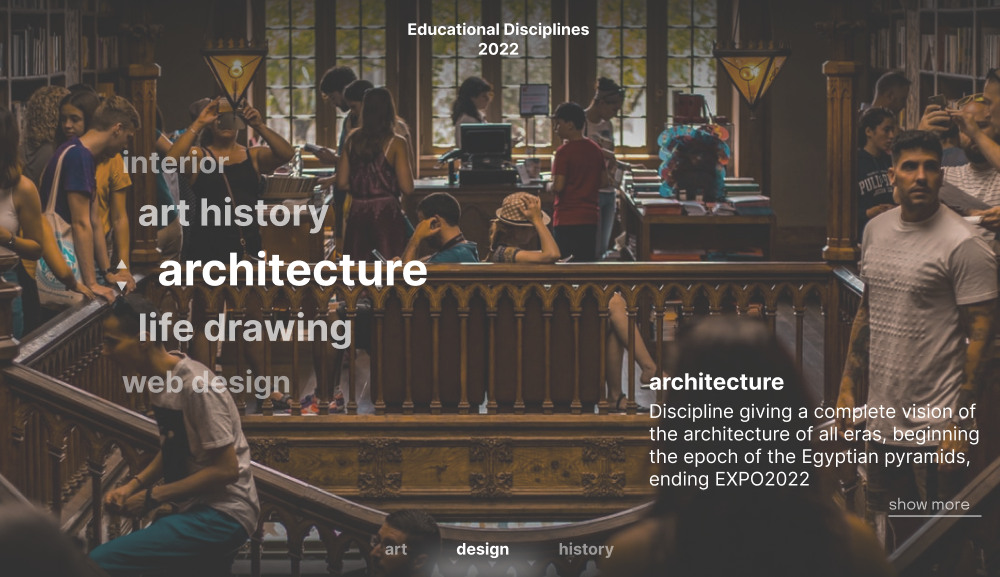 Educational Disciplines
2022
interior
art history
architecture
life drawing
web design
architecture
Discipline giving a complete vision of
the architecture of all eras, beginning
the epoch of the Egyptian pyramids,
ending EXPO2022
show more
art
design
history